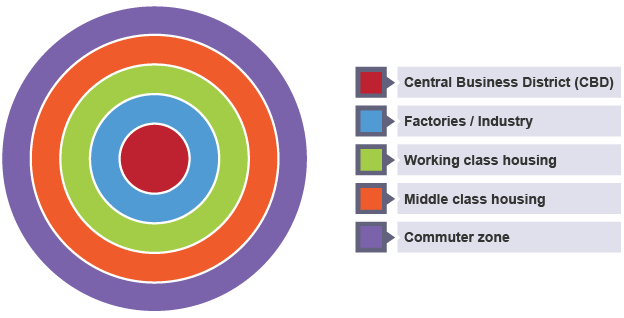 Central Business District (CBD)
Factories / Industry
Working class housing
Middle class housing
Commuter zone